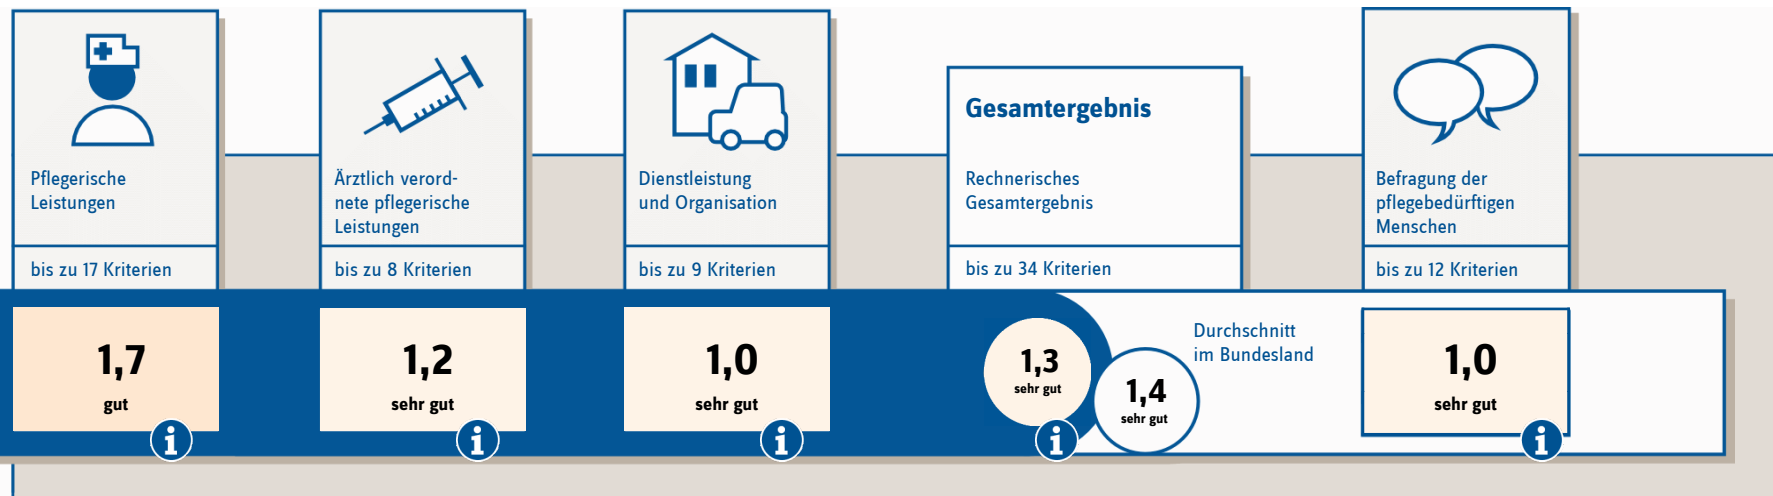 Pflegerische
Leistungen
bis zu 17 Kriterien
1,7
gut
i
Ärztlich verord-
nete pflegerische
Leistungen
bis zu 8 Kriterien
1,2
sehr gut
i
Dienstleistung
und Organisation
bis zu 9 Kriterien
1,0
sehr gut
i
Gesamtergebnis
Rechnerisches
Gesamtergebnis
bis zu 34 Kriterien
1,3
sehr gut
i
1,4
sehr gut
Durchschnitt
im Bundesland
Befragung der
pflegebedürftigen
Menschen
bis zu 12 Kriterien
1,0
sehr gut
i